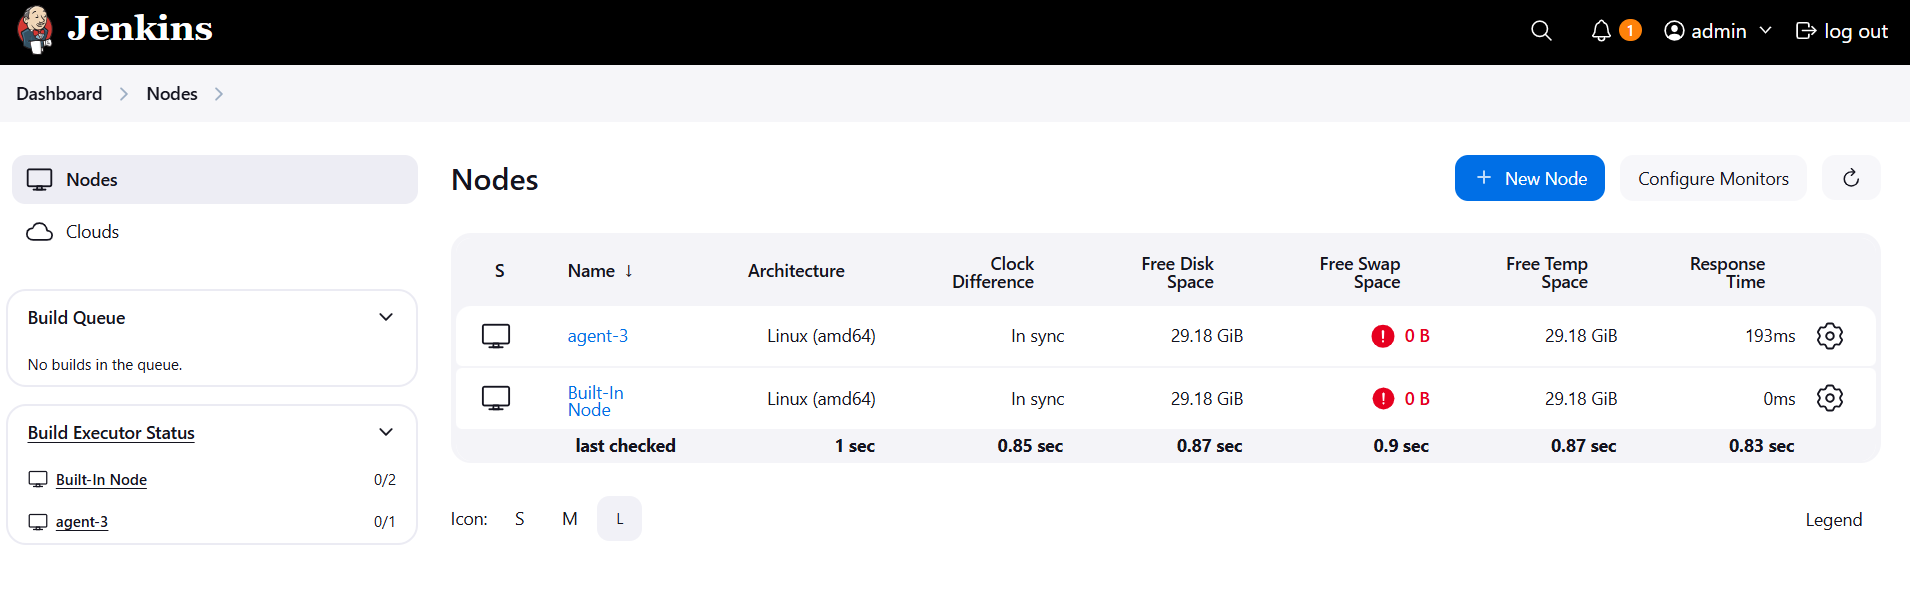 Jenkins
1
admin
log out
Dashboard
Nodes
Nodes
Clouds
Build Queue
No builds in the queue.
Build Executor Status
Built-In Node 0/2
agent-3 0/1
Nodes
+ New Node
Configure Monitors
S Name ↓ Architecture Clock Difference Free Disk Space Free Swap Space Free Temp Space Response Time
agent-3 Linux (amd64) In sync 29.18 GiB 0 B 29.18 GiB 193ms
Built-In Node Linux (amd64) In sync 29.18 GiB 0 B 29.18 GiB 0ms
last checked 1 sec 0.85 sec 0.87 sec 0.9 sec 0.87 sec 0.83 sec
Icon: S M L
Legend